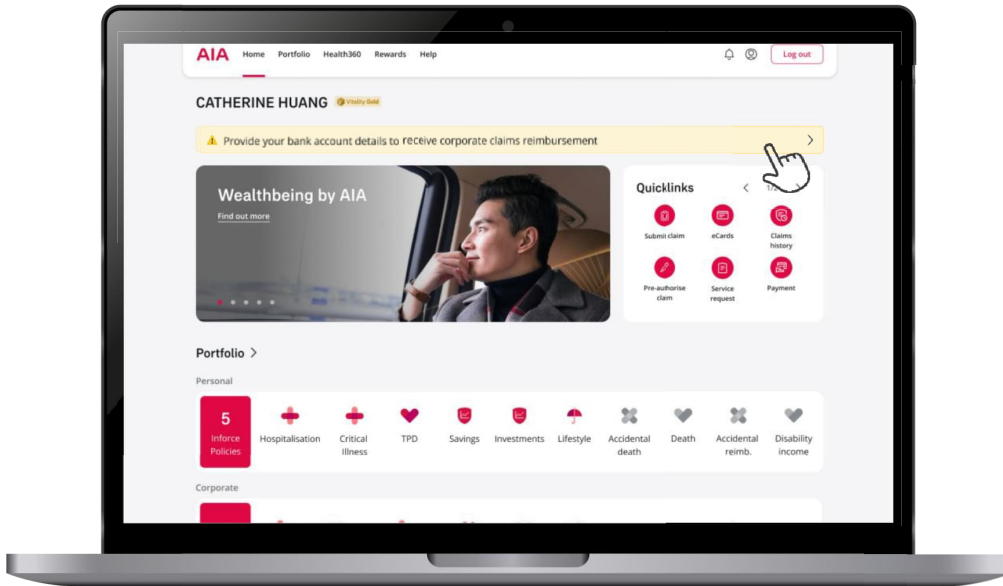 AIA Home Portfolio Health360 Rewards Help Log out
CATHERINE HUANG Vitality Gold
Provide your bank account details to receive corporate claims reimbursement
Wealthbeing by AIA
Find out more
Quicklinks
Submit claim
eCards
Claims
history
Pre-authorise
claim
Service
request
Payment
Portfolio
Personal
5
Inforce
Policies
Hospitalisation
Critical
Illness
TPD
Savings
Investments
Lifestyle
Accidental
death
Death
Accidental
reimb.
Disability
income
Corporate